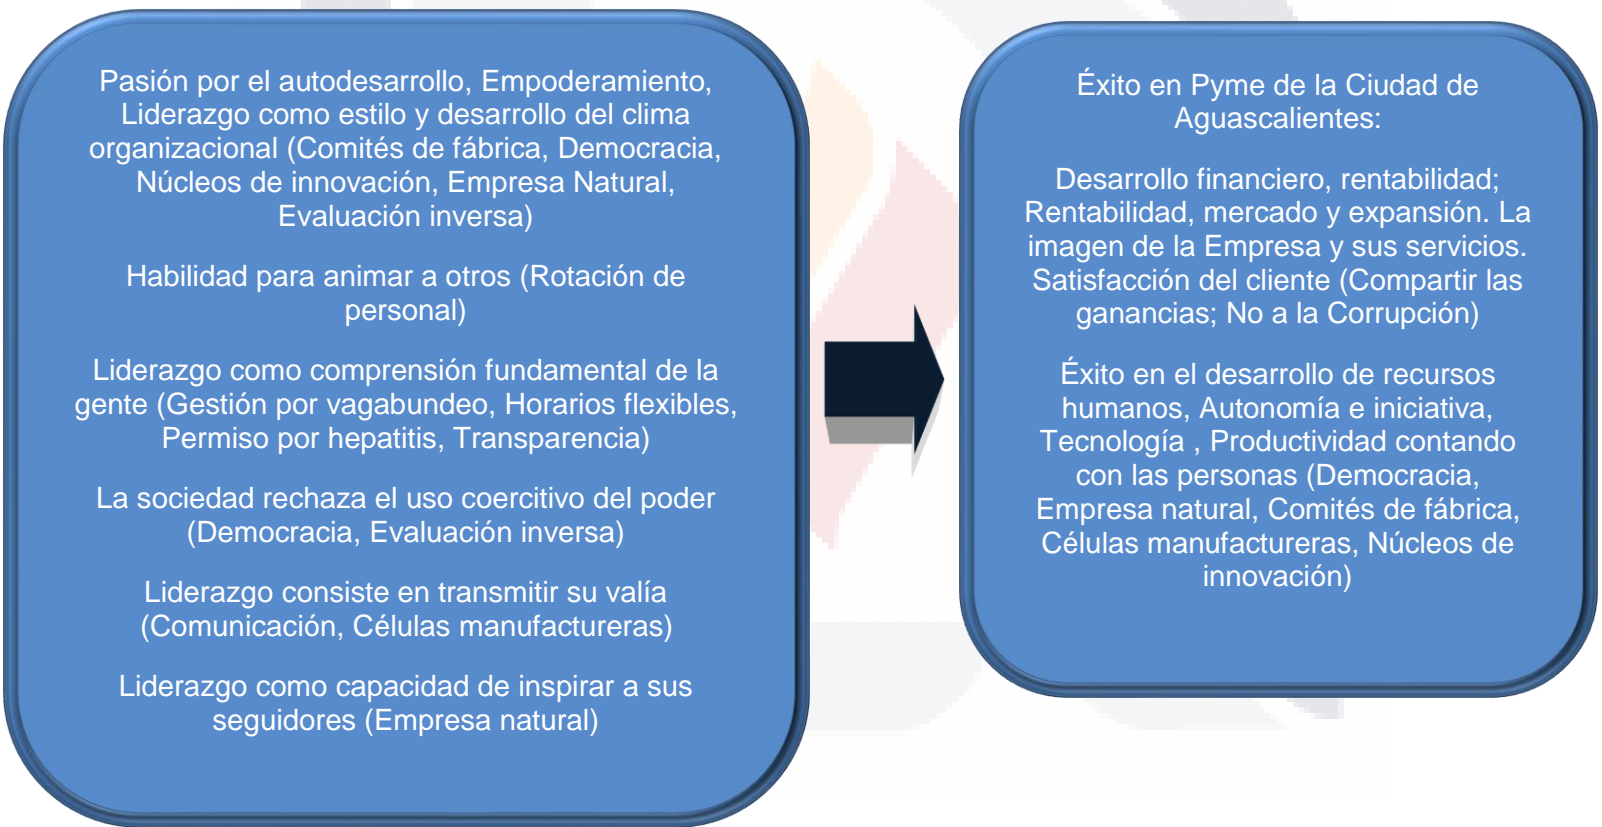 Pasión por el autodesarrollo, Empoderamiento,
Liderazgo como estilo y desarrollo del clima
organizacional (Comités de fábrica, Democracia,
Núcleos de innovación, Empresa Natural,
Evaluación inversa)
Habilidad para animar a otros (Rotación de
personal)
Liderazgo como comprensión fundamental de la
gente (Gestión por vagabundeo, Horarios flexibles,
Permiso por hepatitis, Transparencia)
La sociedad rechaza el uso coercitivo del poder
(Democracia, Evaluación inversa)
Liderazgo consiste en transmitir su valía
(Comunicación, Células manufactureras)
Liderazgo como capacidad de inspirar a sus
seguidores (Empresa natural)
Éxito en Pyme de la Ciudad de
Aguascalientes:
Desarrollo financiero, rentabilidad;
Rentabilidad, mercado y expansión. La
imagen de la Empresa y sus servicios.
Satisfacción del cliente (Compartir las
ganancias; No a la Corrupción)
Éxito en el desarrollo de recursos
humanos, Autonomía e iniciativa,
Tecnología , Productividad contando
con las personas (Democracia,
Empresa natural, Comités de fábrica,
Células manufactureras, Núcleos de
innovación)